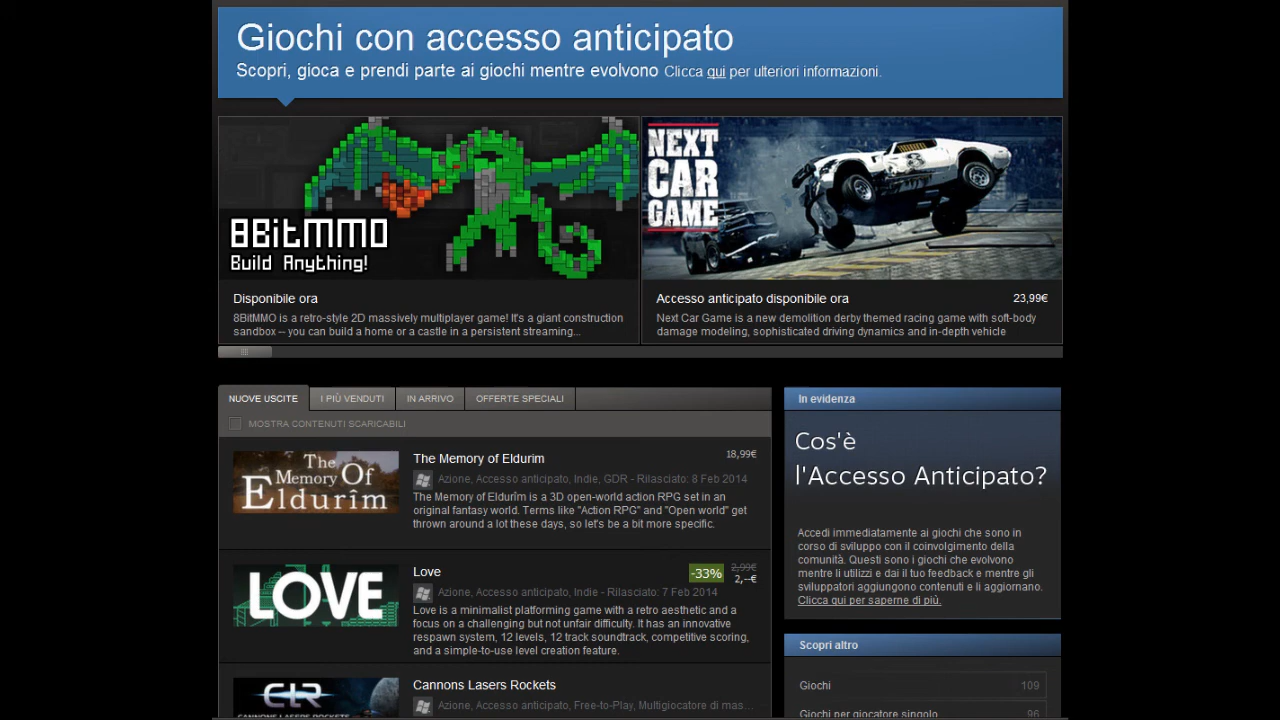 Giochi con accesso anticipato
Scopri, gioca e prendi parte ai giochi mentre evolvono Clicca qui per ulteriori informazioni.
8BitMMO
Build Anything!
NEXT
CAR
GAME
Disponibile ora
8BitMMO is a retro-style 2D massively multiplayer game! It's a giant construction
sandbox -- you can build a home or a castle in a persistent streaming...
Accesso anticipato disponibile ora 23,99€
Next Car Game is a new demolition derby themed racing game with soft-body
damage modeling, sophisticated driving dynamics and in-depth vehicle
NUOVE USCITE I PIÙ VENDUTI IN ARRIVO OFFERTE SPECIALI
MOSTRA CONTENUTI SCARICABILI
The
Memory Of
Eldurîm
The Memory of Eldurim 18,99€
Azione, Accesso anticipato, Indie, GDR - Rilasciato: 8 Feb 2014
The Memory of Eldurîm is a 3D open-world action RPG set in an
original fantasy world. Terms like "Action RPG" and "Open world" get
thrown around a lot these days, so let's be a bit more specific.
LOVE
Love -33% 2,99€
2,--€
Azione, Accesso anticipato, Indie - Rilasciato: 7 Feb 2014
Love is a minimalist platforming game with a retro aesthetic and a
focus on a challenging but not unfair difficulty. It has an innovative
respawn system, 12 levels, 12 track soundtrack, competitive scoring,
and a simple-to-use level creation feature.
CLR
CANNONS LASERS ROCKETS
Cannons Lasers Rockets
Azione, Accesso anticipato, Free-to-Play, Multigiocatore di mas...
In evidenza
Cos'è
l'Accesso Anticipato?
Accedi immediatamente ai giochi che sono in
corso di sviluppo con il coinvolgimento della
comunità. Questi sono i giochi che evolvono
mentre li utilizzi e dai il tuo feedback e mentre gli
sviluppatori aggiungono contenuti e li aggiornano.
Clicca qui per saperne di più.
Scopri altro
Giochi 109
Giochi per giocatore singolo 96